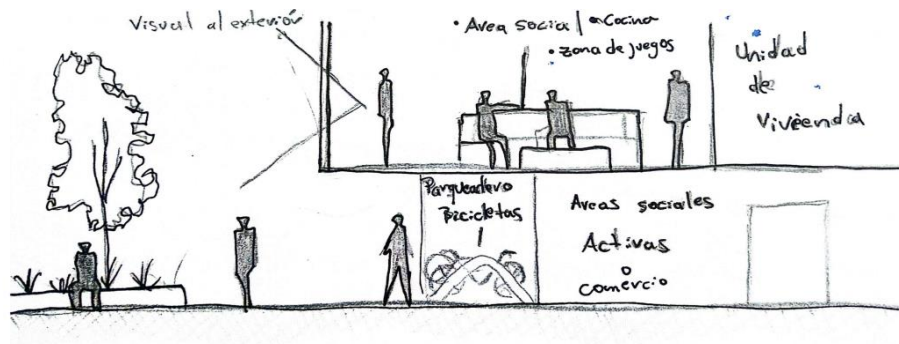 Visual al exterior
• Area social
• Cocina
• zona de juegos
Unidad
de
Vivienda
Parqueadero
Bicicletas
Areas sociales
Activas
o
comercio